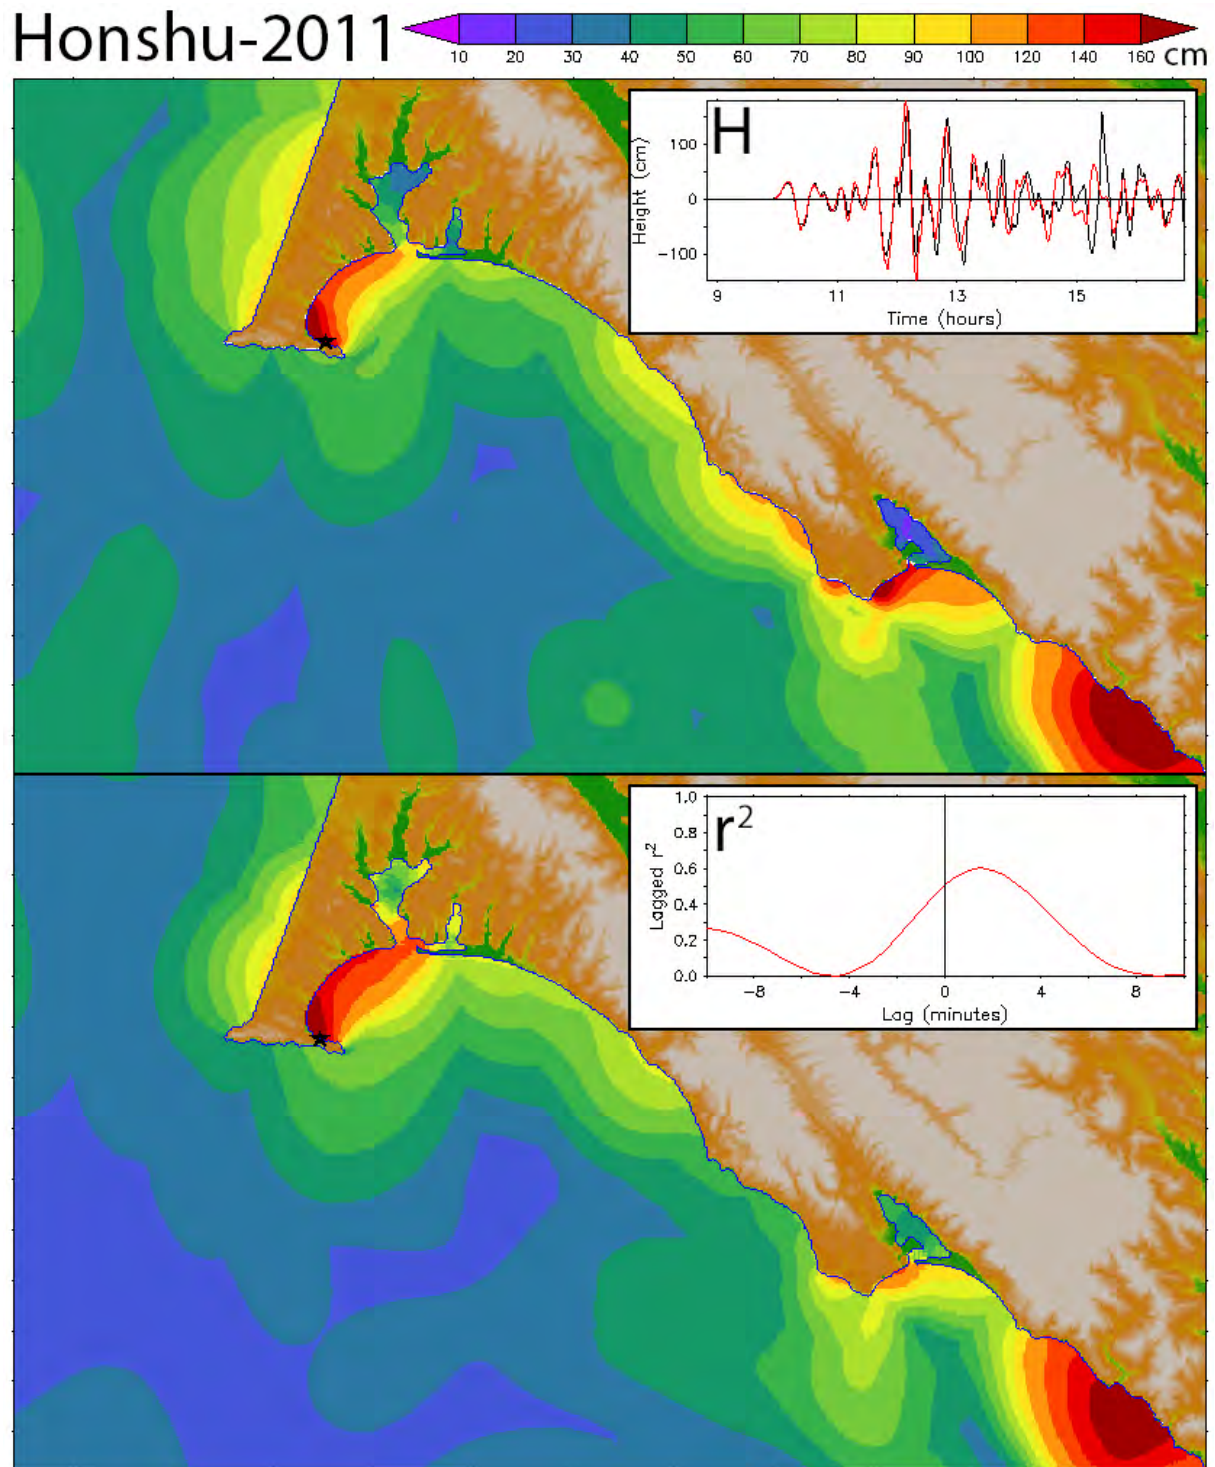 Honshu-2011
10 20 30 40 50 60 70 80 90 100 120 140 160 cm
H
Height (cm)
100
0
-100
9 11 13 15
Time (hours)
r²
Lagged r²
1.0
0.8
0.6
0.4
0.2
0.0
-8 -4 0 4 8
Lag (minutes)